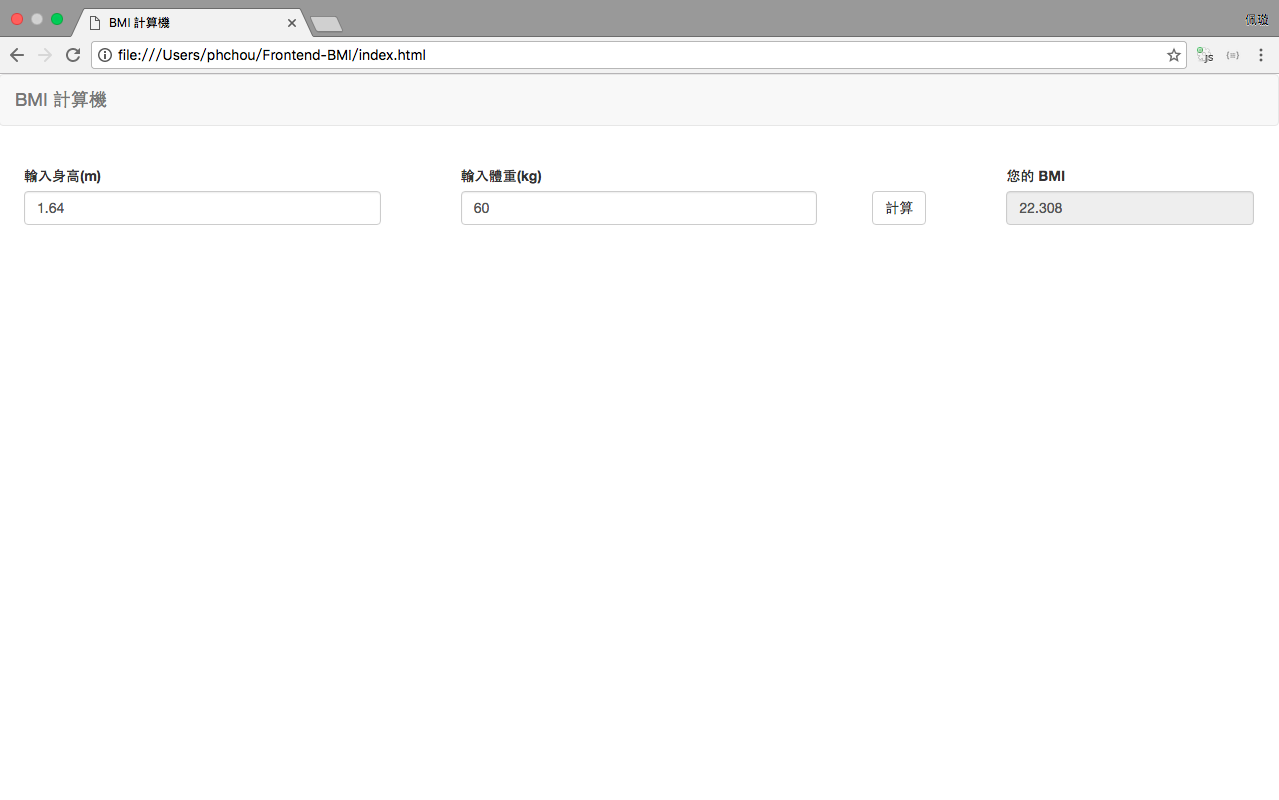 BMI 計算機
佩璇
file:///Users/phchou/Frontend-BMI/index.html
JS
BMI 計算機
輸入身高(m)
輸入體重(kg)
您的 BMI
1.64
60
計算
22.308